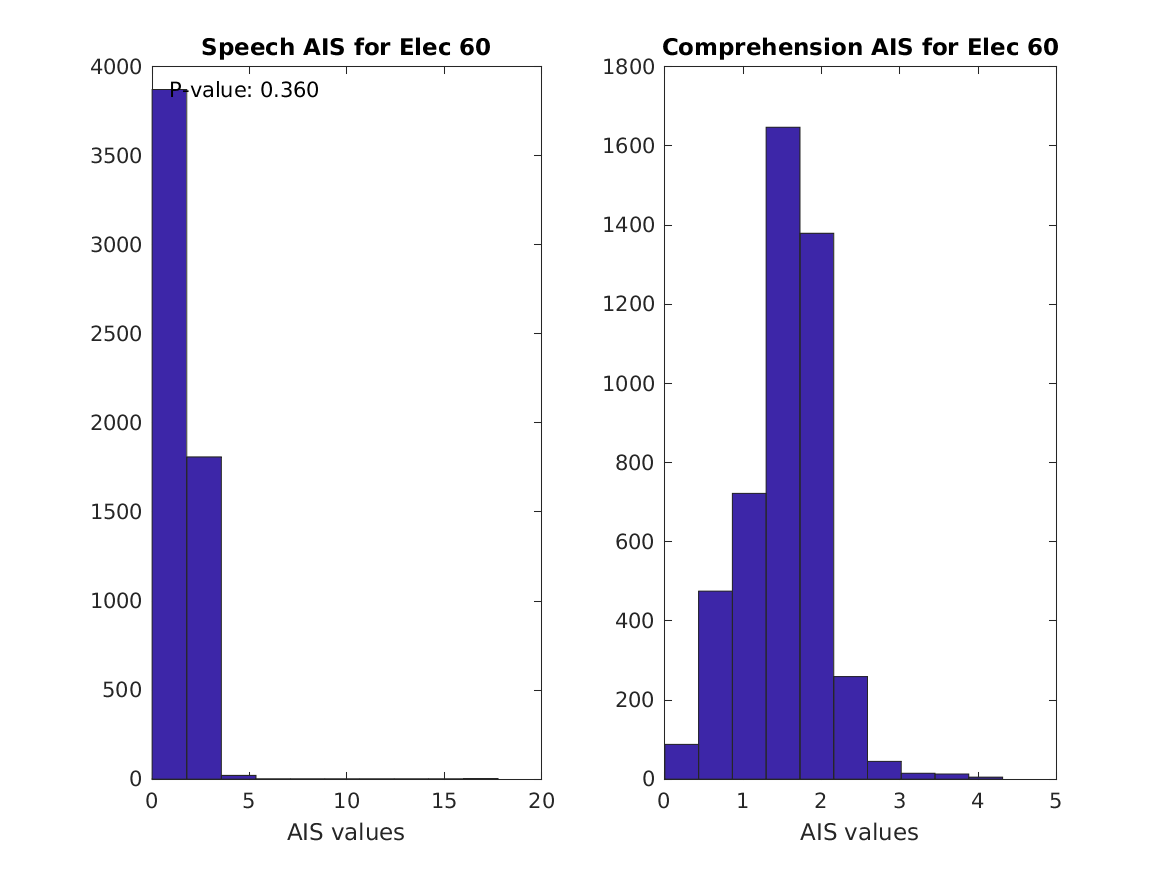 Speech AIS for Elec 60
P-value: 0.360
4000
3500
3000
2500
2000
1500
1000
500
0
0 5 10 15 20
AIS values
Comprehension AIS for Elec 60
1800
1600
1400
1200
1000
800
600
400
200
0
0 1 2 3 4 5
AIS values